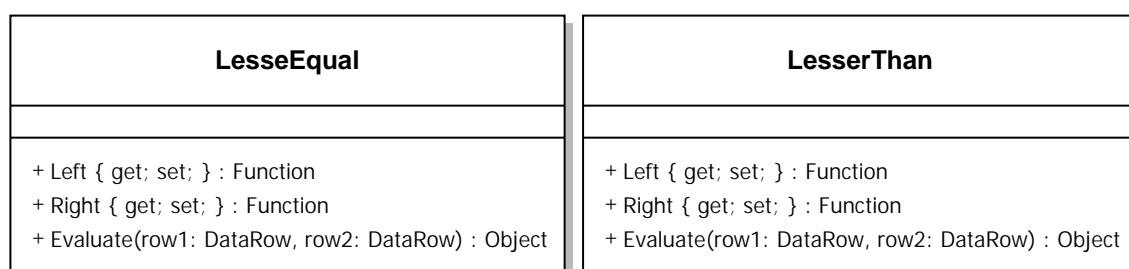 LesseEqual
+ Left { get; set; } : Function
+ Right { get; set; } : Function
+ Evaluate(row1: DataRow, row2: DataRow) : Object
LesserThan
+ Left { get; set; } : Function
+ Right { get; set; } : Function
+ Evaluate(row1: DataRow, row2: DataRow) : Object